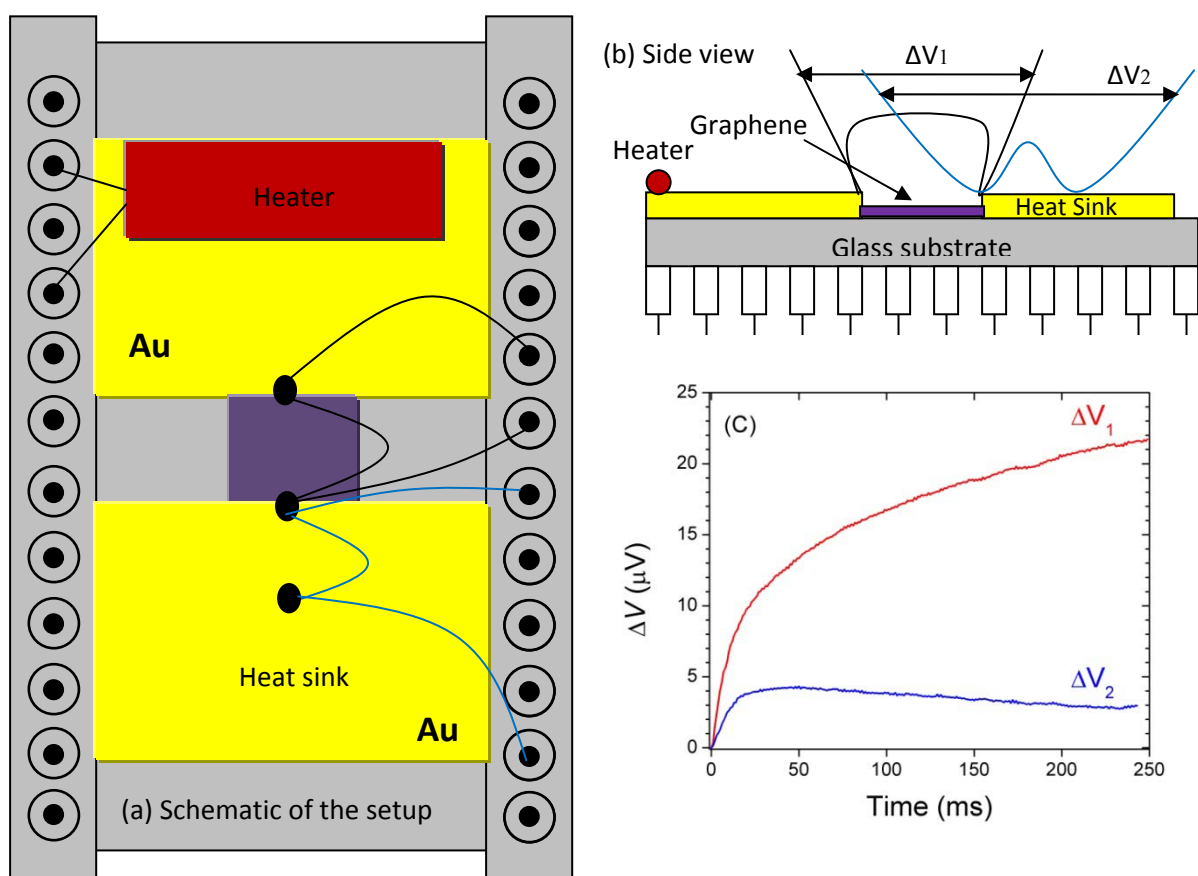 Heater
Au
Heat sink
Au
(a) Schematic of the setup
(b) Side view
ΔV1
ΔV2
Graphene
Heater
Heat Sink
Glass substrate
(C)
ΔV1
ΔV2
ΔV (μV)
25
20
15
10
5
0
0 50 100 150 200 250
Time (ms)